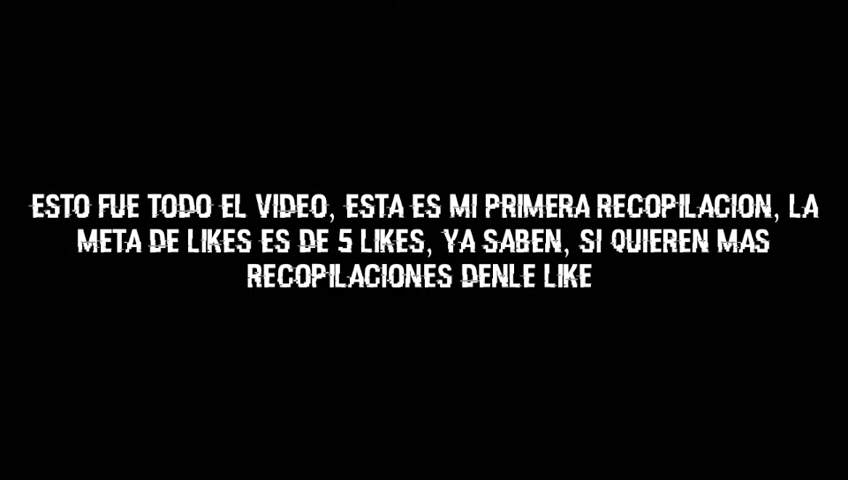 ESTO FUE TODO EL VIDEO, ESTA ES MI PRIMERA RECOPILACION, LA
META DE LIKES ES DE 5 LIKES, YA SABEN, SI QUIEREN MAS
RECOPILACIONES DENLE LIKE